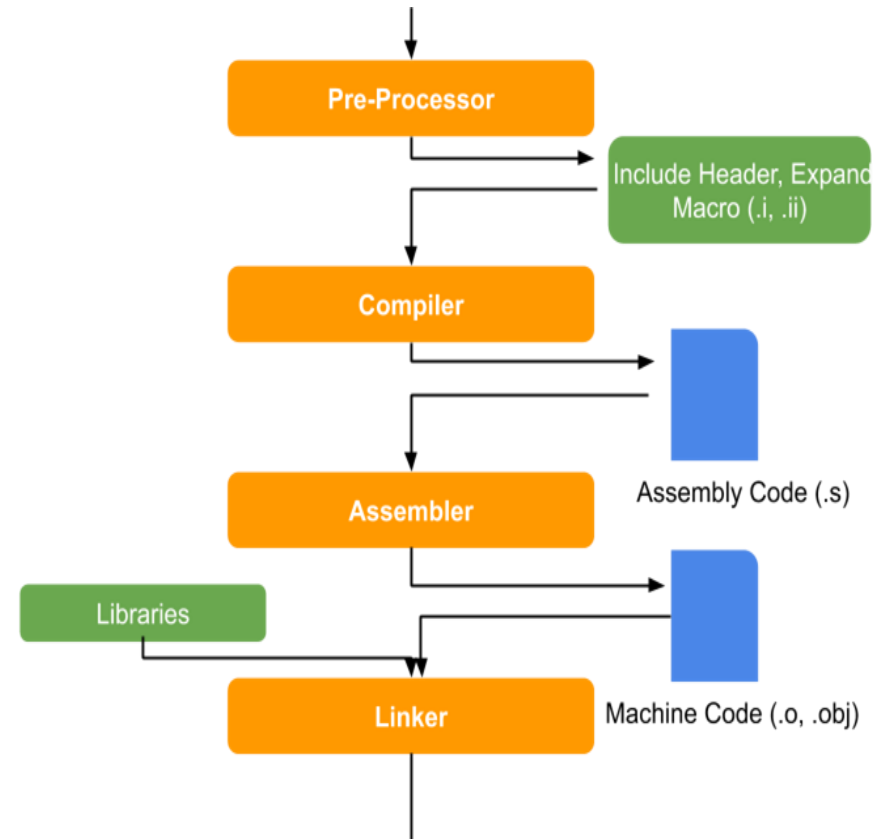 Pre-Processor
Include Header, Expand
Macro (.i, .ii)
Compiler
Assembly Code (.s)
Assembler
Libraries
Linker
Machine Code (.o, .obj)